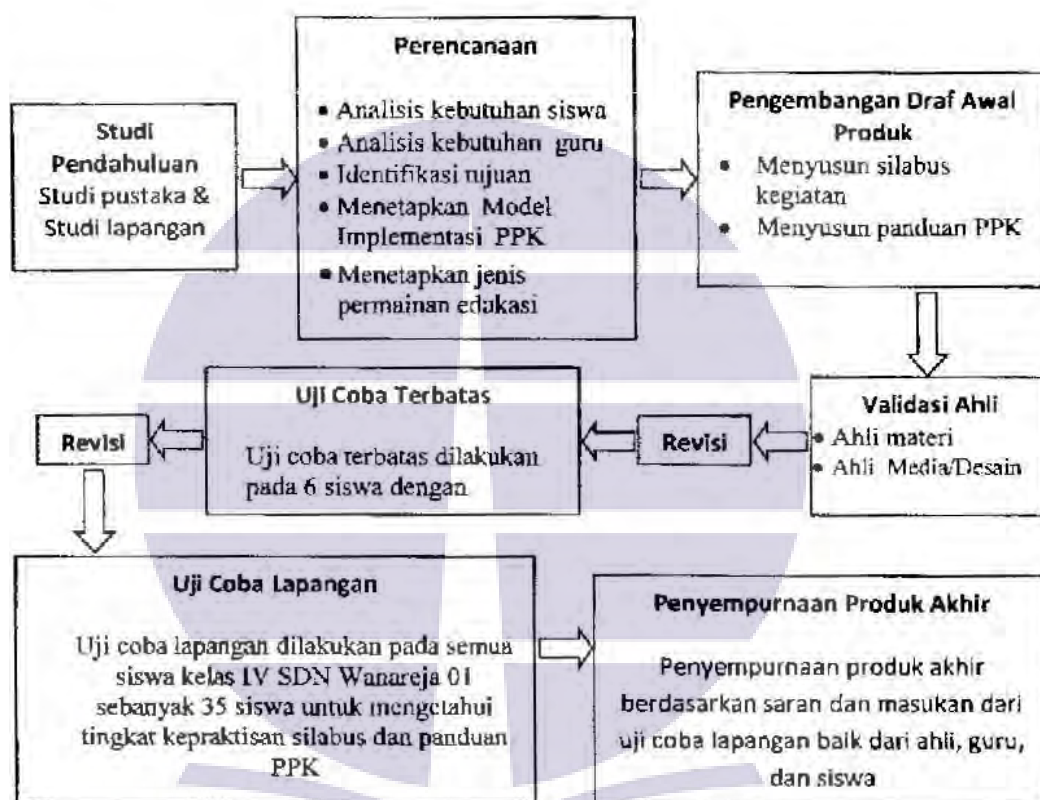 Studi
Pendahuluan
Studi pustaka &
Studi lapangan
Perencanaan
• Analisis kebutuhan siswa
• Analisis kebutuhan guru
• Identifikasi tujuan
• Menetapkan Model
Implementasi PPK
• Menetapkan jenis
permainan edukasi
Pengembangan Draf Awal
Produk
• Menyusun silabus
kegiatan
• Menyusun panduan PPK
Validasi Ahli
• Ahli materi
• Ahli Media/Desain
Revisi
Uji Coba Terbatas
Uji coba terbatas dilakukan
pada 6 siswa dengan
Revisi
Uji Coba Lapangan
Uji coba lapangan dilakukan pada semua
siswa kelas IV SDN Wanareja 01
sebanyak 35 siswa untuk mengetahui
tingkat kepraktisan silabus dan panduan
PPK
Penyempurnaan Produk Akhir
Penyempurnaan produk akhir
berdasarkan saran dan masukan dari
uji coba lapangan baik dari ahli, guru,
dan siswa